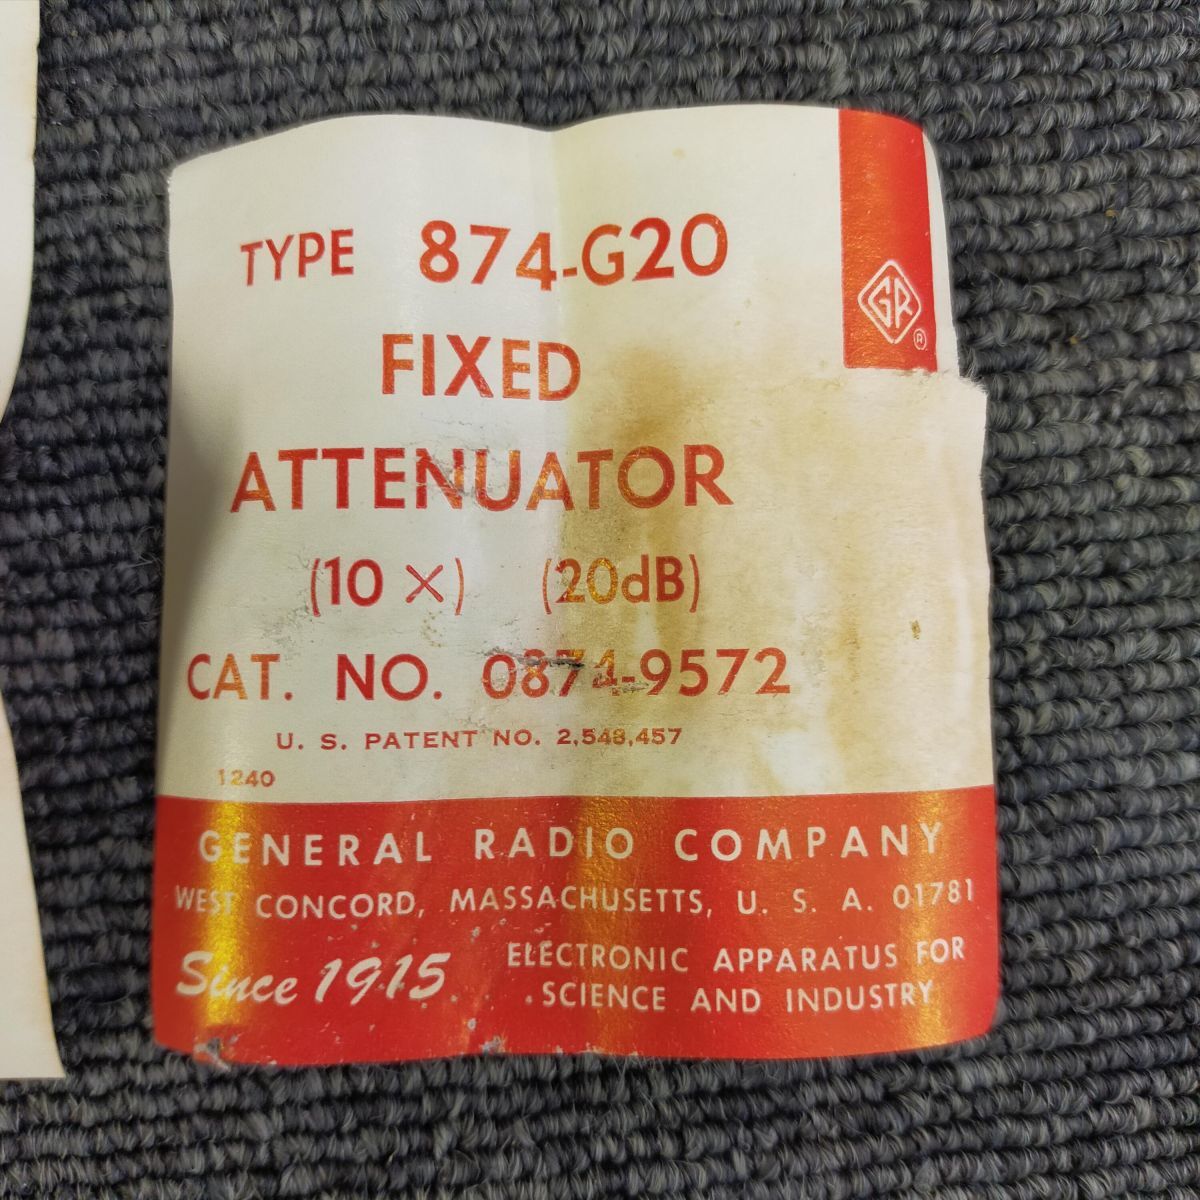 TYPE 874-G20
GR
®
FIXED
ATTENUATOR
(10 ×) (20dB)
CAT. NO. 0874-9572
U. S. PATENT NO. 2,548,457
1240
GENERAL RADIO COMPANY
WEST CONCORD, MASSACHUSETTS, U. S. A. 01781
Since 1915
ELECTRONIC APPARATUS FOR
SCIENCE AND INDUSTRY